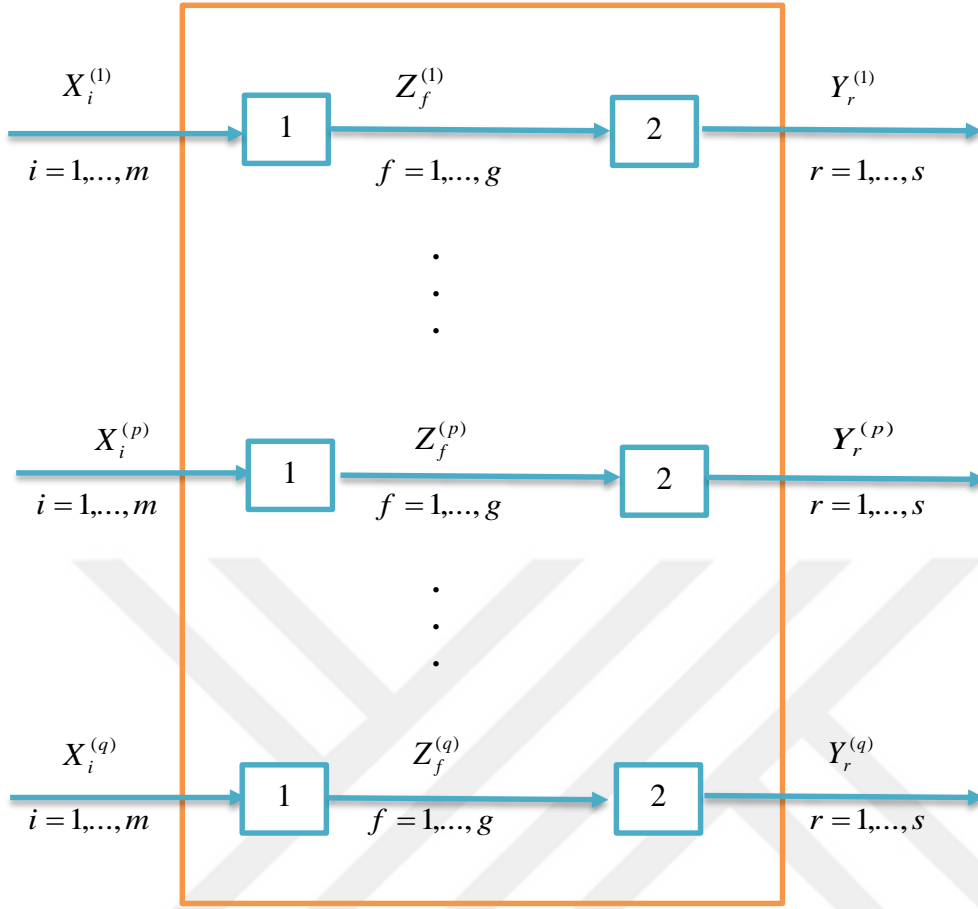 X_i^{(1)} Z_f^{(1)} Y_r^{(1)}
1 2
i = 1,..., m f = 1,..., g r = 1,..., s
.
.
.
X_i^{(p)} Z_f^{(p)} Y_r^{(p)}
1 2
i = 1,..., m f = 1,..., g r = 1,..., s
.
.
.
X_i^{(q)} Z_f^{(q)} Y_r^{(q)}
1 2
i = 1,..., m f = 1,..., g r = 1,..., s